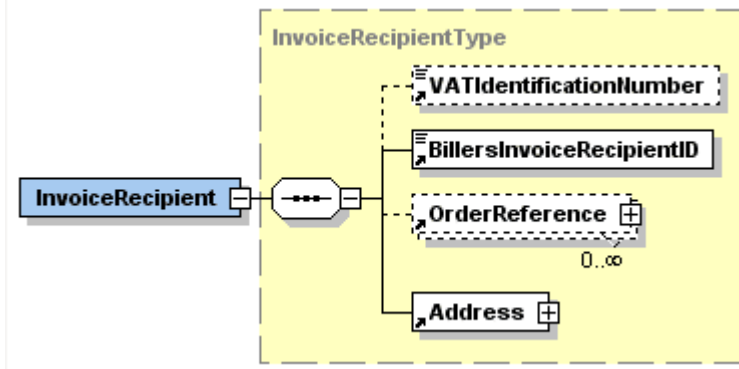 InvoiceRecipientType
VATIdentificationNumber
BillersInvoiceRecipientID
InvoiceRecipient
OrderReference
0..∞
Address